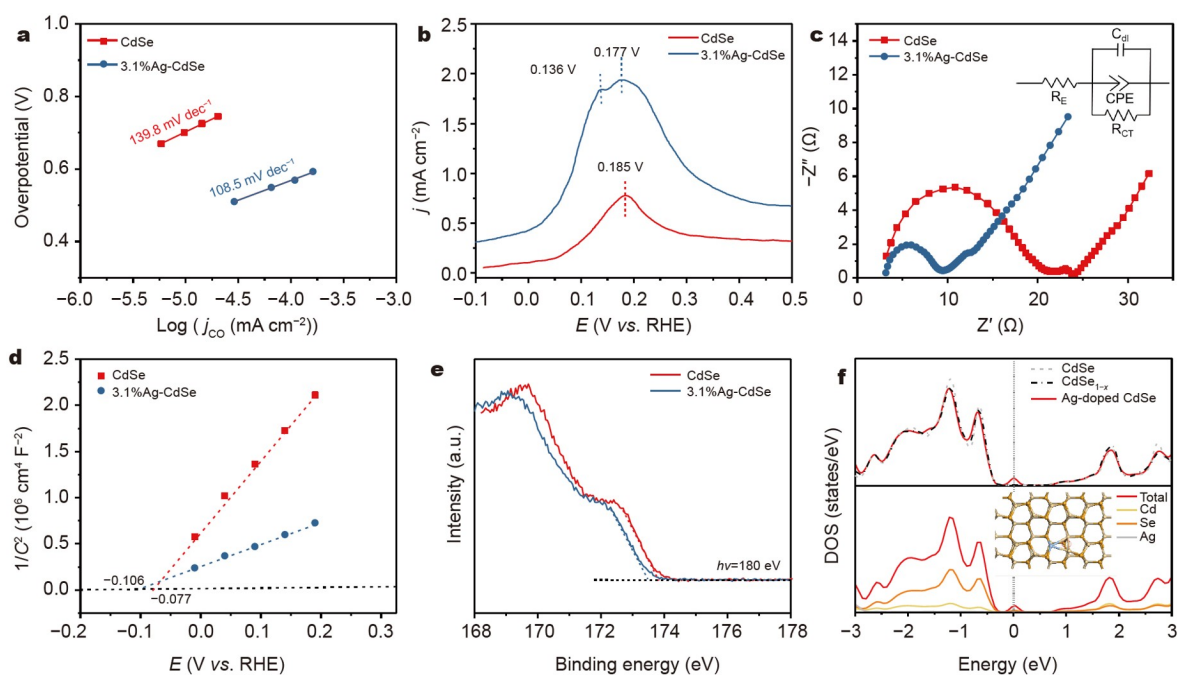 a
CdSe
3.1%Ag-CdSe
139.8 mV dec⁻¹
108.5 mV dec⁻¹
Overpotential (V)
1.0
0.8
0.6
0.4
−6.0 −5.5 −5.0 −4.5 −4.0 −3.5 −3.0
Log ( j_CO (mA cm⁻²))
b
CdSe
3.1%Ag-CdSe
0.177 V
0.136 V
0.185 V
j (mA cm⁻²)
2.5
2.0
1.5
1.0
0.5
0.0
−0.1 0.0 0.1 0.2 0.3 0.4 0.5
E (V vs. RHE)
c
CdSe
3.1%Ag-CdSe
C_dl
R_E
CPE
R_CT
−Z″ (Ω)
14
12
10
8
6
4
2
0
0 10 20 30
Z′ (Ω)
d
CdSe
3.1%Ag-CdSe
1/C² (10⁶ cm⁴ F⁻²)
2.5
2.0
1.5
1.0
0.5
0.0
−0.106
−0.077
−0.2 −0.1 0.0 0.1 0.2 0.3
E (V vs. RHE)
e
CdSe
3.1%Ag-CdSe
Intensity (a.u.)
hν=180 eV
168 170 172 174 176 178
Binding energy (eV)
f
CdSe
CdSe₁₋ₓ
Ag-doped CdSe
Total
Cd
Se
Ag
DOS (states/eV)
−3 −2 −1 0 1 2 3
Energy (eV)